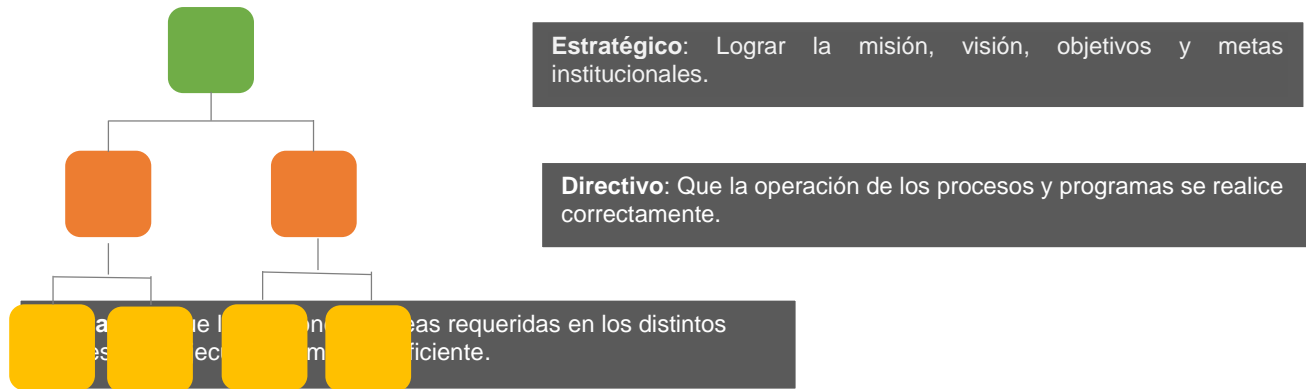 Estratégico: Lograr la misión, visión, objetivos y metas
institucionales.
Directivo: Que la operación de los procesos y programas se realice
correctamente.
requeridas en los distintos